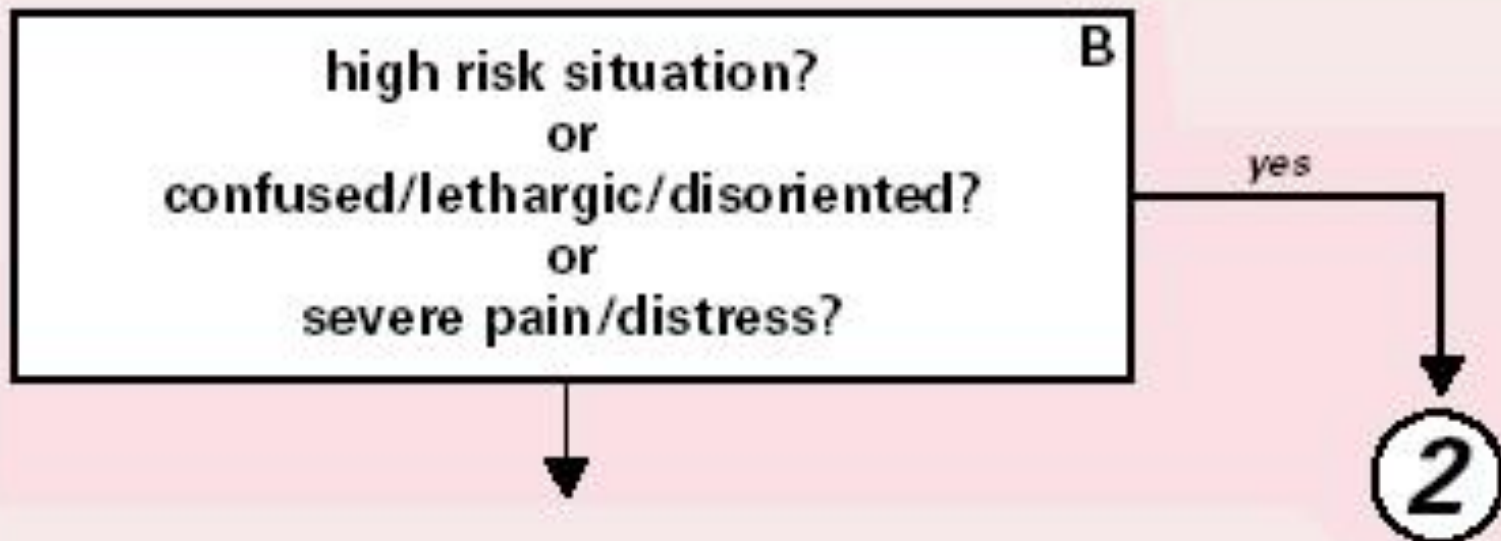 B
high risk situation?
or
confused/lethargic/disoriented?
or
severe pain/distress?
yes
2